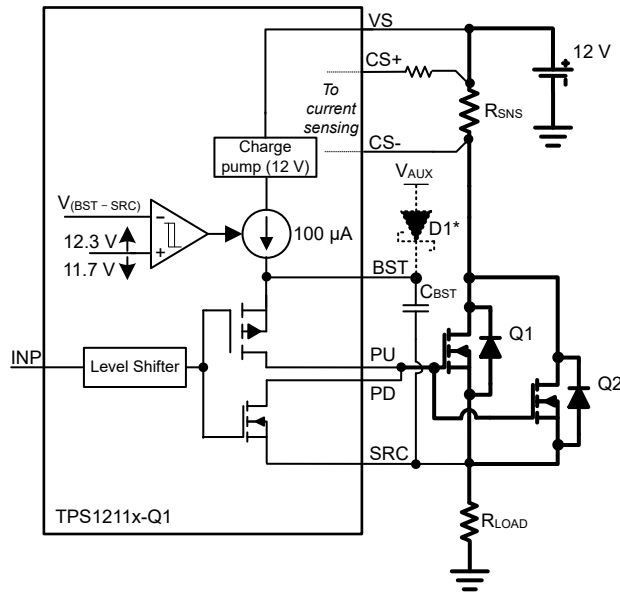 VS
CS+
12 V
To
current
sensing
RSNS
CS-
Charge
pump (12 V)
VAUX
V(BST – SRC)
D1*
12.3 V
11.7 V
100 µA
BST
CBST
Q1
INP
Level Shifter
PU
PD
Q2
SRC
RLOAD
TPS1211x-Q1